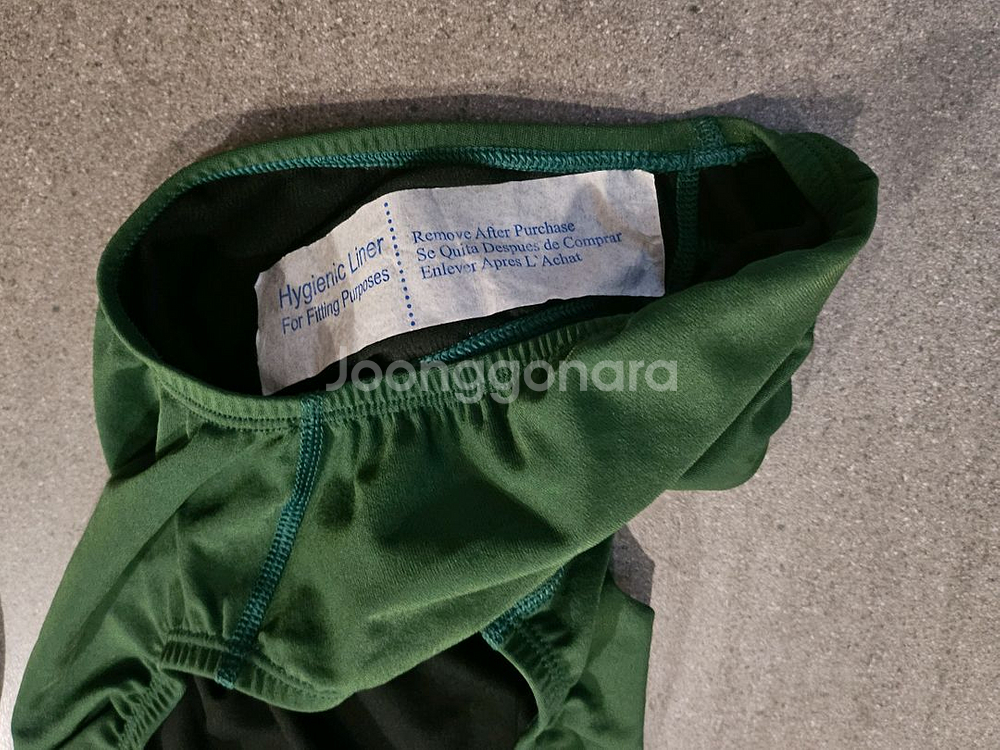 Hygienic Liner
For Fitting Purposes
Remove After Purchase
Se Quita Despues de Comprar
Enlever Apres L' Achat
Joonggonara